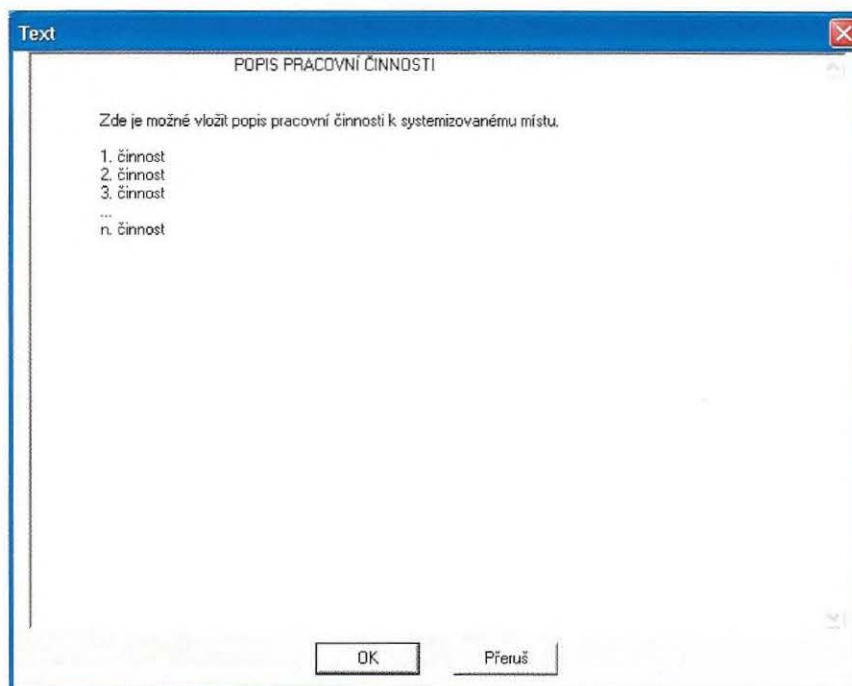 Text
POPIS PRACOVNÍ ČINNOSTI
Zde je možné vložit popis pracovní činnosti k systemizovanému místu.
1. činnost
2. činnost
3. činnost
...
n. činnost
OK
Přeruš